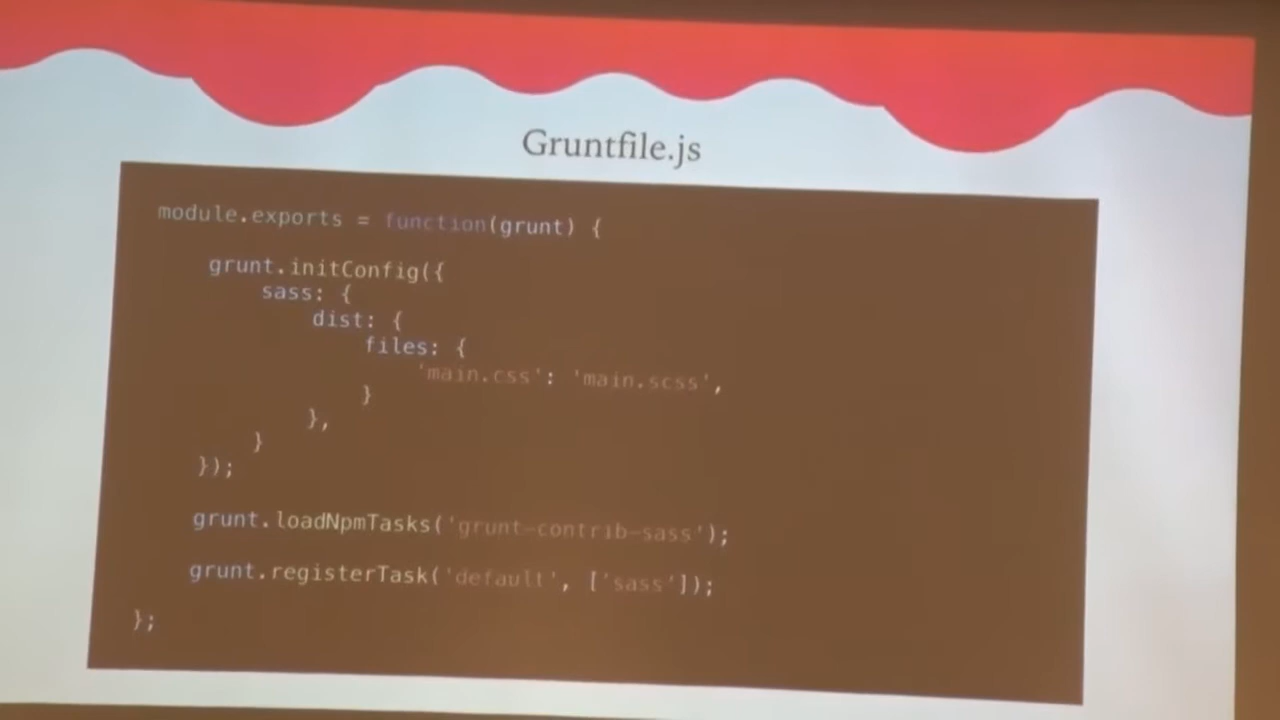 Gruntfile.js
module.exports = function(grunt) {
grunt.initConfig({
sass: {
dist: {
files: {
'main.css': 'main.scss',
}
},
}
});
grunt.loadNpmTasks('grunt-contrib-sass');
grunt.registerTask('default', ['sass']);
};